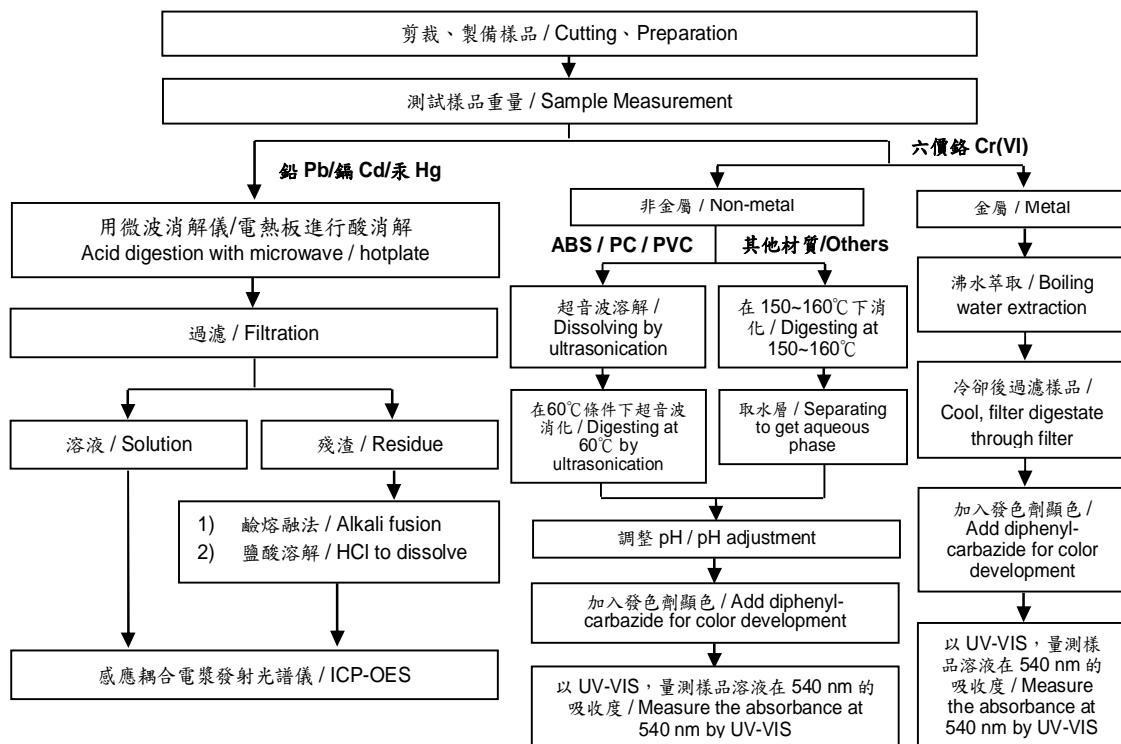 剪裁、製備樣品 / Cutting、Preparation
測試樣品重量 / Sample Measurement
鉛 Pb/鎘 Cd/汞 Hg
六價鉻 Cr(VI)
用微波消解儀/電熱板進行酸消解
Acid digestion with microwave / hotplate
過濾 / Filtration
溶液 / Solution
殘渣 / Residue
1) 鹼熔融法 / Alkali fusion
2) 鹽酸溶解 / HCl to dissolve
感應耦合電漿發射光譜儀 / ICP-OES
非金屬 / Non-metal
ABS / PC / PVC
其他材質/Others
超音波溶解 /
Dissolving by
ultrasonication
在60℃條件下超音波
消化 / Digesting at
60℃ by
ultrasonication
在 150~160℃下消
化 / Digesting at
150~160℃
取水層 / Separating
to get aqueous
phase
調整 pH / pH adjustment
加入發色劑顯色 / Add diphenyl-
carbazide for color development
以 UV-VIS，量測樣品溶液在 540 nm 的
吸收度 / Measure the absorbance at
540 nm by UV-VIS
金屬 / Metal
沸水萃取 / Boiling
water extraction
冷卻後過濾樣品 /
Cool, filter digestate
through filter
加入發色劑顯色 /
Add diphenyl-
carbazide for color
development
以 UV-VIS，量測樣
品溶液在 540 nm 的
吸收度 / Measure
the absorbance at
540 nm by UV-VIS